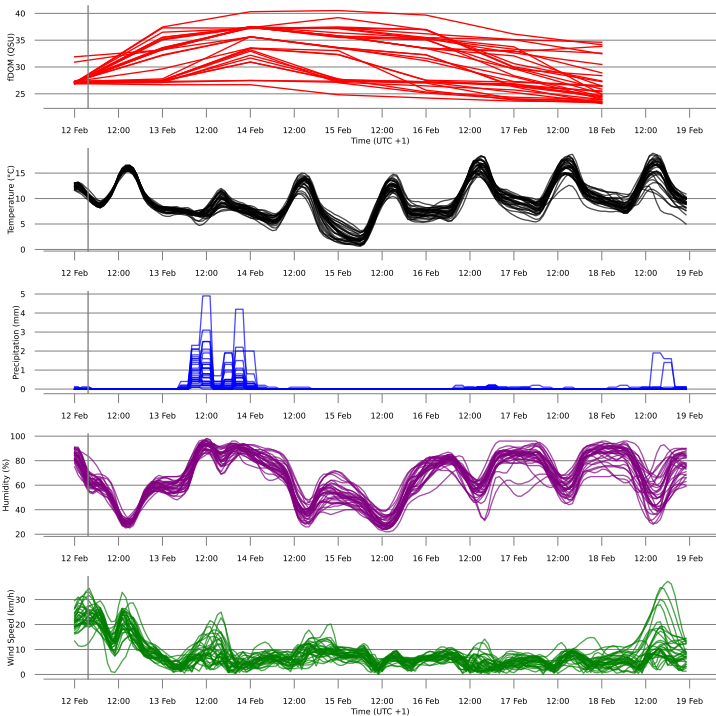 40
35
30
25
fDOM (QSU)
12 Feb 12:00 13 Feb 12:00 14 Feb 12:00 15 Feb 12:00 16 Feb 12:00 17 Feb 12:00 18 Feb 12:00 19 Feb
Time (UTC +1)
15
10
5
0
Temperature (°C)
12 Feb 12:00 13 Feb 12:00 14 Feb 12:00 15 Feb 12:00 16 Feb 12:00 17 Feb 12:00 18 Feb 12:00 19 Feb
5
4
3
2
1
0
Precipitation (mm)
12 Feb 12:00 13 Feb 12:00 14 Feb 12:00 15 Feb 12:00 16 Feb 12:00 17 Feb 12:00 18 Feb 12:00 19 Feb
100
80
60
40
20
Humidity (%)
12 Feb 12:00 13 Feb 12:00 14 Feb 12:00 15 Feb 12:00 16 Feb 12:00 17 Feb 12:00 18 Feb 12:00 19 Feb
30
20
10
0
Wind Speed (km/h)
12 Feb 12:00 13 Feb 12:00 14 Feb 12:00 15 Feb 12:00 16 Feb 12:00 17 Feb 12:00 18 Feb 12:00 19 Feb
Time (UTC +1)